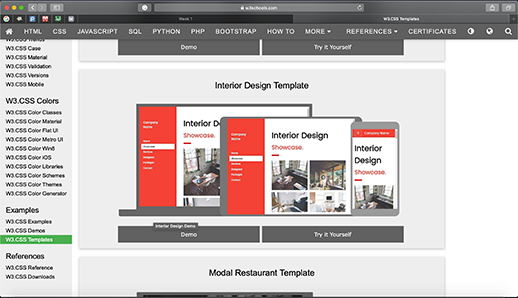 w3schools.com
Week 1
W3.CSS Templates
HTML CSS JAVASCRIPT SQL PYTHON PHP BOOTSTRAP HOW TO MORE REFERENCES CERTIFICATES
W3.CSS Trends
W3.CSS Case
W3.CSS Material
W3.CSS Validation
W3.CSS Versions
W3.CSS Mobile
W3.CSS Colors
W3.CSS Color Classes
W3.CSS Color Material
W3.CSS Color Flat UI
W3.CSS Color Metro UI
W3.CSS Color Win8
W3.CSS Color iOS
W3.CSS Color Libraries
W3.CSS Color Schemes
W3.CSS Color Themes
W3.CSS Color Generator
Examples
W3.CSS Examples
W3.CSS Demos
W3.CSS Templates
References
W3.CSS Reference
W3.CSS Downloads
Demo
Try It Yourself
Interior Design Template
Company
Name
Interior De
Showcase.
Company
Name
Interior Design
Showcase.
Company Name
Interior
Design
Showcase.
Interior Design Demo
Demo
Try It Yourself
Modal Restaurant Template